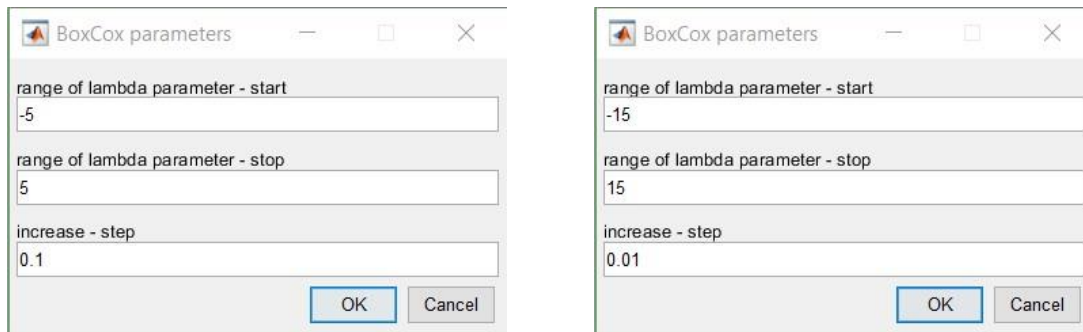 BoxCox parameters
range of lambda parameter - start
-5
range of lambda parameter - stop
5
increase - step
0.1
OK
Cancel
BoxCox parameters
range of lambda parameter - start
-15
range of lambda parameter - stop
15
increase - step
0.01
OK
Cancel